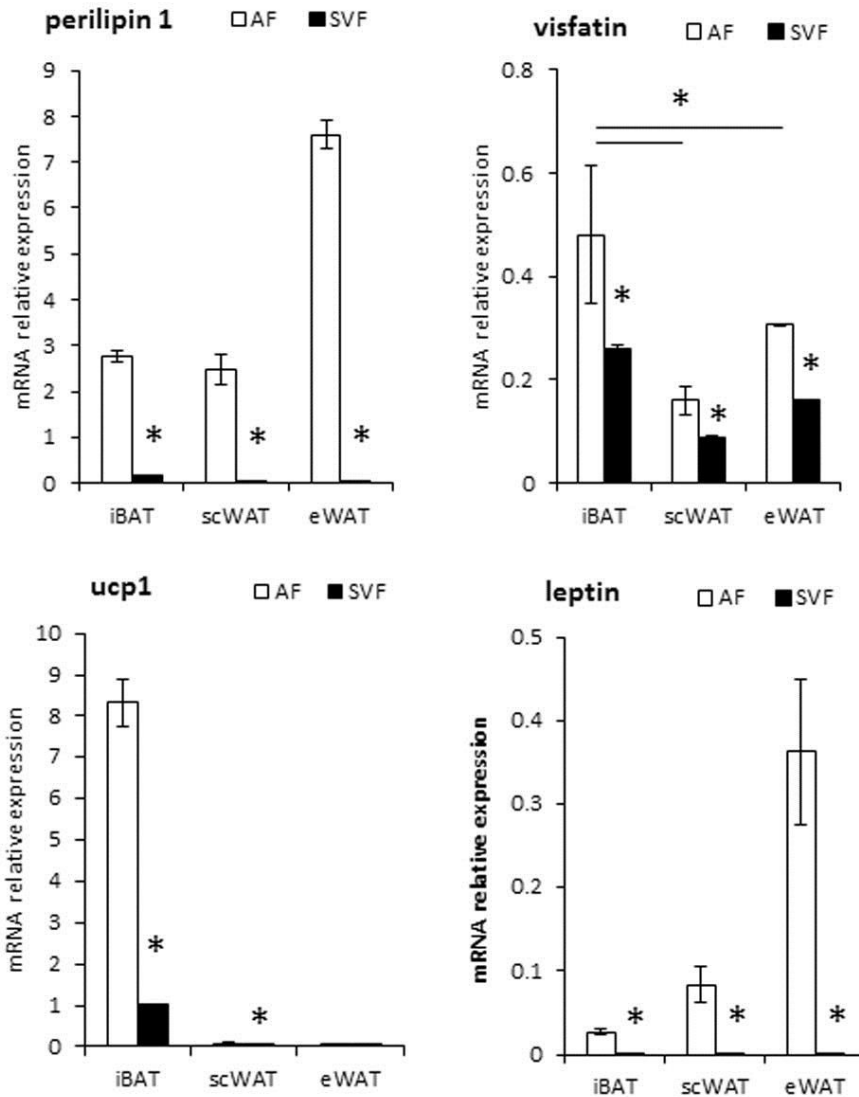 perilipin 1 AF SVF
9
8
7
6
5
4
3
2
1
0
mRNA relative expression
* * *
iBAT scWAT eWAT
visfatin AF SVF
0.8
0.6
0.4
0.2
0
mRNA relative expression
*
* * *
iBAT scWAT eWAT
ucp1 AF SVF
10
9
8
7
6
5
4
3
2
1
0
mRNA relative expression
* *
iBAT scWAT eWAT
leptin AF SVF
0.5
0.4
0.3
0.2
0.1
0
mRNA relative expression
* * *
iBAT scWAT eWAT